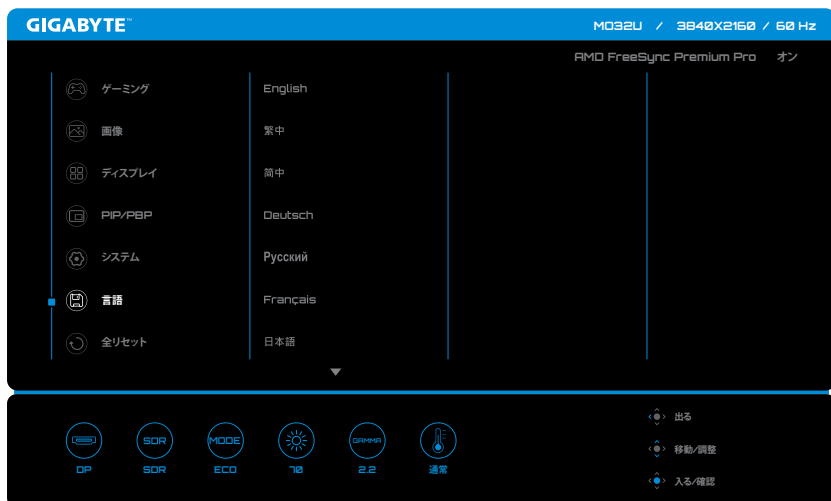 GIGABYTE™
MO32U / 3840X2160 / 60 Hz
AMD FreeSync Premium Pro オン
ゲーミング English
画像 繁中
ディスプレイ 简中
PIP/PBP Deutsch
システム Русский
言語 Français
全リセット 日本語
SDR MODE GAMMA
DP SDR ECO 70 2.2 通常
出る
移動/調整
入る/確認